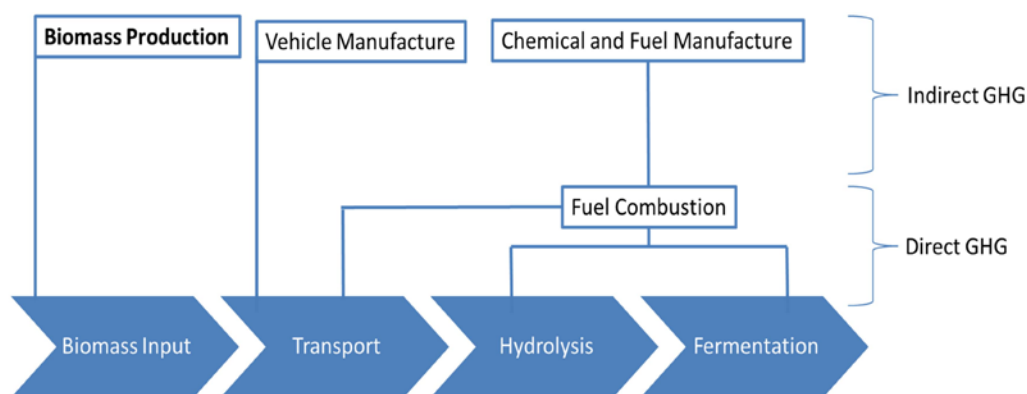 Biomass Production
Vehicle Manufacture
Chemical and Fuel Manufacture
Indirect GHG
Fuel Combustion
Direct GHG
Biomass Input
Transport
Hydrolysis
Fermentation